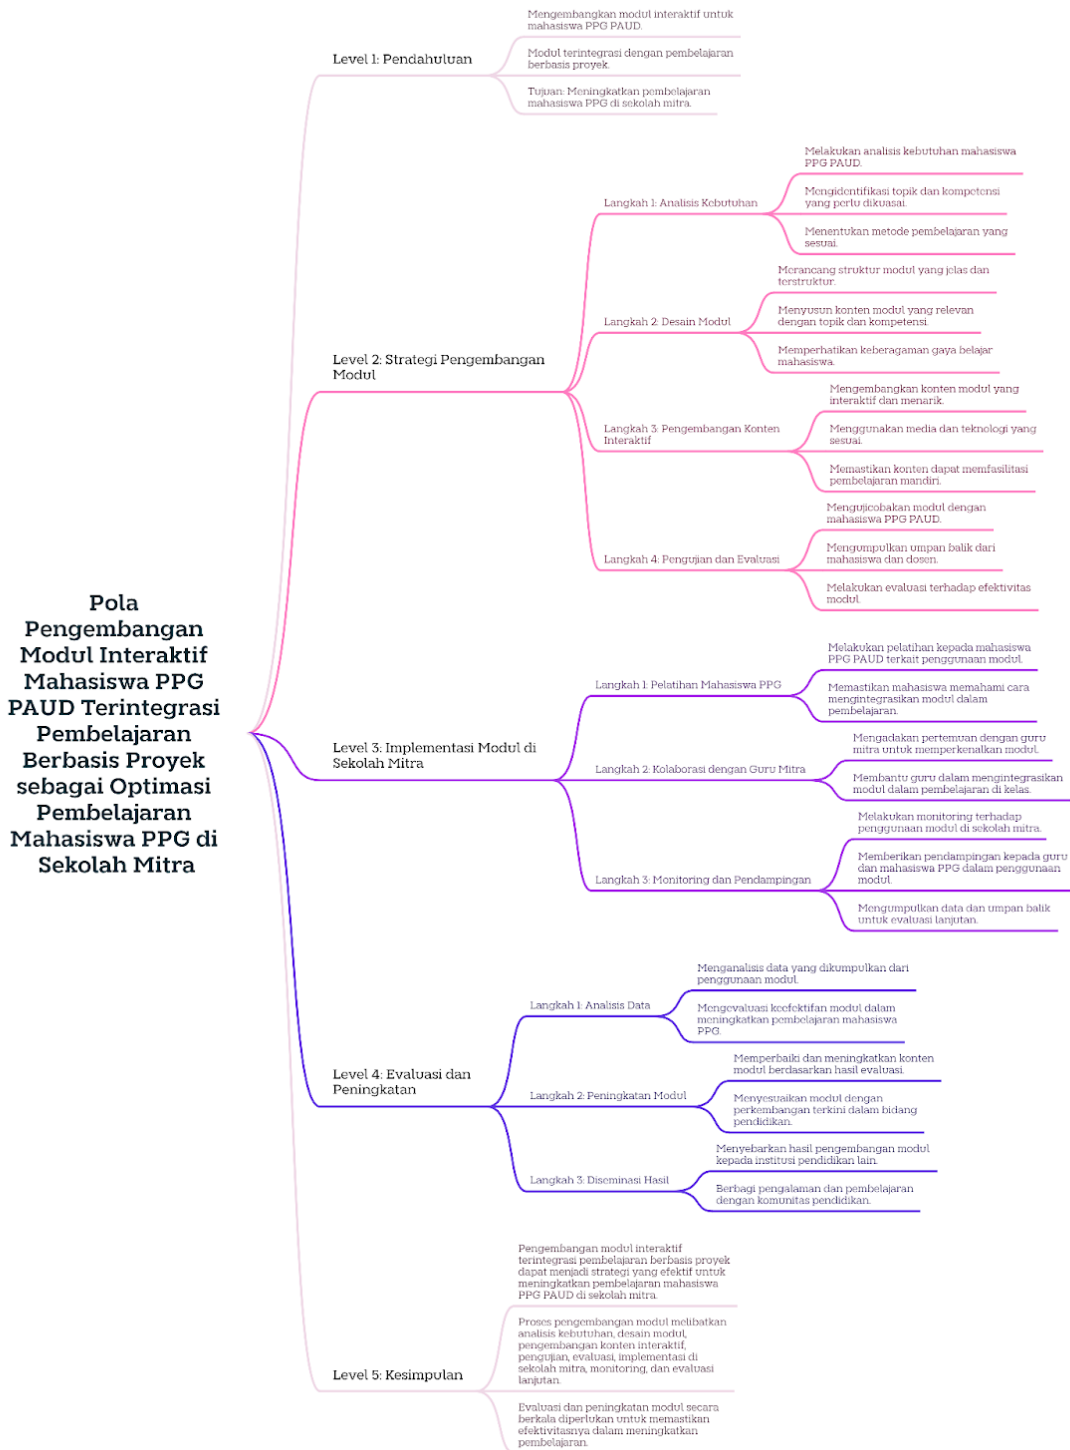 Pola
Pengembangan
Modul Interaktif
Mahasiswa PPG
PAUD Terintegrasi
Pembelajaran
Berbasis Proyek
sebagai Optimasi
Pembelajaran
Mahasiswa PPG di
Sekolah Mitra
Level 1: Pendahuluan
Mengembangkan modul interaktif untuk
mahasiswa PPG PAUD.
Modul terintegrasi dengan pembelajaran
berbasis proyek.
Tujuan: Meningkatkan pembelajaran
mahasiswa PPG di sekolah mitra.
Level 2: Strategi Pengembangan
Modul
Langkah 1: Analisis Kebutuhan
Melakukan analisis kebutuhan mahasiswa
PPG PAUD.
Mengidentifikasi topik dan kompetensi
yang perlu dikuasai.
Menentukan metode pembelajaran yang
sesuai.
Langkah 2: Desain Modul
Merancang struktur modul yang jelas dan
terstruktur.
Menyusun konten modul yang relevan
dengan topik dan kompetensi.
Memperhatikan keberagaman gaya belajar
mahasiswa.
Langkah 3: Pengembangan Konten
Interaktif
Mengembangkan konten modul yang
interaktif dan menarik.
Menggunakan media dan teknologi yang
sesuai.
Memastikan konten dapat memfasilitasi
pembelajaran mandiri.
Langkah 4: Pengujian dan Evaluasi
Mengujicobakan modul dengan
mahasiswa PPG PAUD.
Mengumpulkan umpan balik dari
mahasiswa dan dosen.
Melakukan evaluasi terhadap efektivitas
modul.
Level 3: Implementasi Modul di
Sekolah Mitra
Langkah 1: Pelatihan Mahasiswa PPG
Melakukan pelatihan kepada mahasiswa
PPG PAUD terkait penggunaan modul.
Memastikan mahasiswa memahami cara
mengintegrasikan modul dalam
pembelajaran.
Langkah 2: Kolaborasi dengan Guru Mitra
Mengadakan pertemuan dengan guru
mitra untuk memperkenalkan modul.
Membantu guru dalam mengintegrasikan
modul dalam pembelajaran di kelas.
Langkah 3: Monitoring dan Pendampingan
Melakukan monitoring terhadap
penggunaan modul di sekolah mitra.
Memberikan pendampingan kepada guru
dan mahasiswa PPG dalam penggunaan
modul.
Mengumpulkan data dan umpan balik
untuk evaluasi lanjutan.
Level 4: Evaluasi dan
Peningkatan
Langkah 1: Analisis Data
Menganalisis data yang dikumpulkan dari
penggunaan modul.
Mengevaluasi keefektifan modul dalam
meningkatkan pembelajaran mahasiswa
PPG.
Langkah 2: Peningkatan Modul
Memperbaiki dan meningkatkan konten
modul berdasarkan hasil evaluasi.
Menyesuaikan modul dengan
perkembangan terkini dalam bidang
pendidikan.
Langkah 3: Diseminasi Hasil
Menyebarkan hasil pengembangan modul
kepada institusi pendidikan lain.
Berbagi pengalaman dan pembelajaran
dengan komunitas pendidikan.
Level 5: Kesimpulan
Pengembangan modul interaktif
terintegrasi pembelajaran berbasis proyek
dapat menjadi strategi yang efektif untuk
meningkatkan pembelajaran mahasiswa
PPG PAUD di sekolah mitra.
Proses pengembangan modul melibatkan
analisis kebutuhan, desain modul,
pengembangan konten interaktif,
pengujian, evaluasi, implementasi di
sekolah mitra, monitoring, dan evaluasi
lanjutan.
Evaluasi dan peningkatan modul secara
berkala diperlukan untuk memastikan
efektivitasnya dalam meningkatkan
pembelajaran.